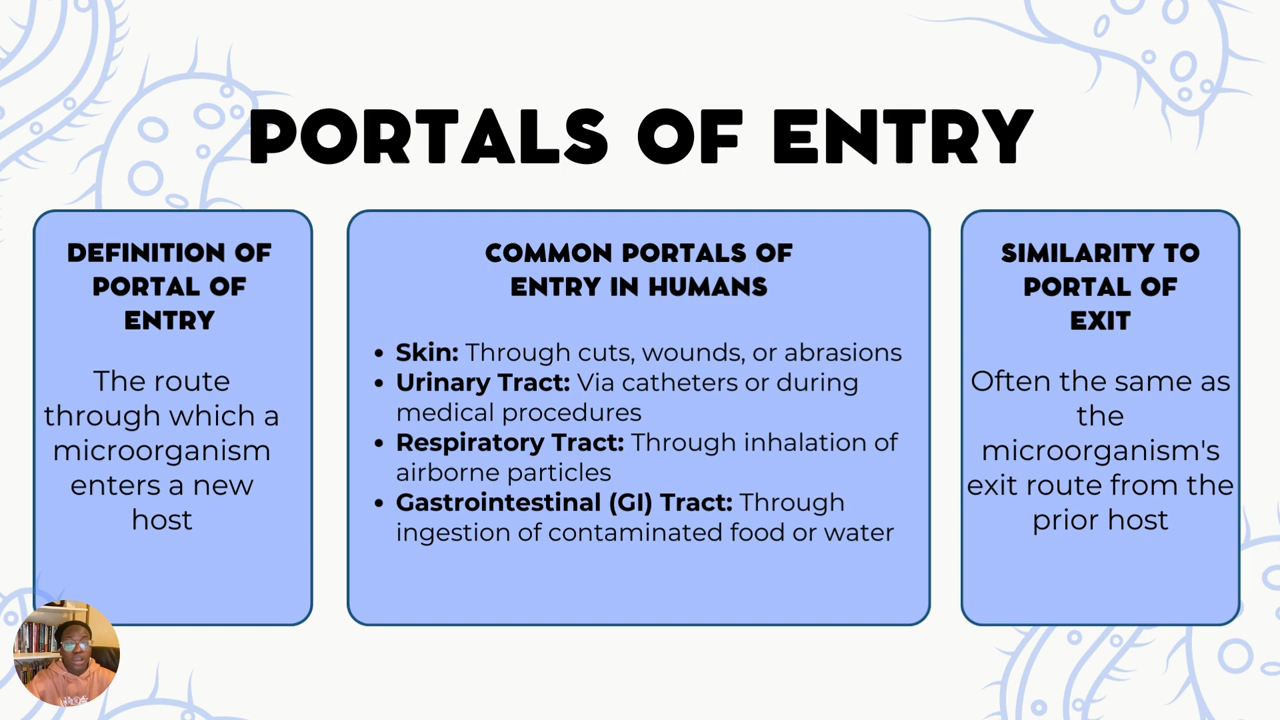 PORTALS OF ENTRY
DEFINITION OF
PORTAL OF
ENTRY
The route
through which a
microorganism
enters a new
host
COMMON PORTALS OF
ENTRY IN HUMANS
• Skin: Through cuts, wounds, or abrasions
• Urinary Tract: Via catheters or during
medical procedures
• Respiratory Tract: Through inhalation of
airborne particles
• Gastrointestinal (GI) Tract: Through
ingestion of contaminated food or water
SIMILARITY TO
PORTAL OF
EXIT
Often the same as
the
microorganism's
exit route from the
prior host